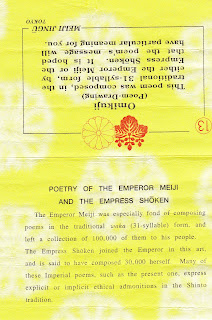 Omikuji
(Poem-Drawing)
This poem was composed, in the
traditional 31-syllable form, by
either the Emperor Meiji or the
Empress Shōken. It is hoped
that the poem's message will
have particular meaning for you.
MEIJI JINGU
TOKYO
13
POETRY OF THE EMPEROR MEIJI
AND THE EMPRESS SHŌKEN
The Emperor Meiji was especially fond of composing
poems in the traditional waka (31-syllable) form, and
left a collection of 100,000 of them to his people.
The Empress Shoken joined the Emperor in this art,
and is said to have composed 30,000 herself. Many of
these Imperial poems, such as the present one, express
explicit or implicit ethical admonitions in the Shinto
tradition.